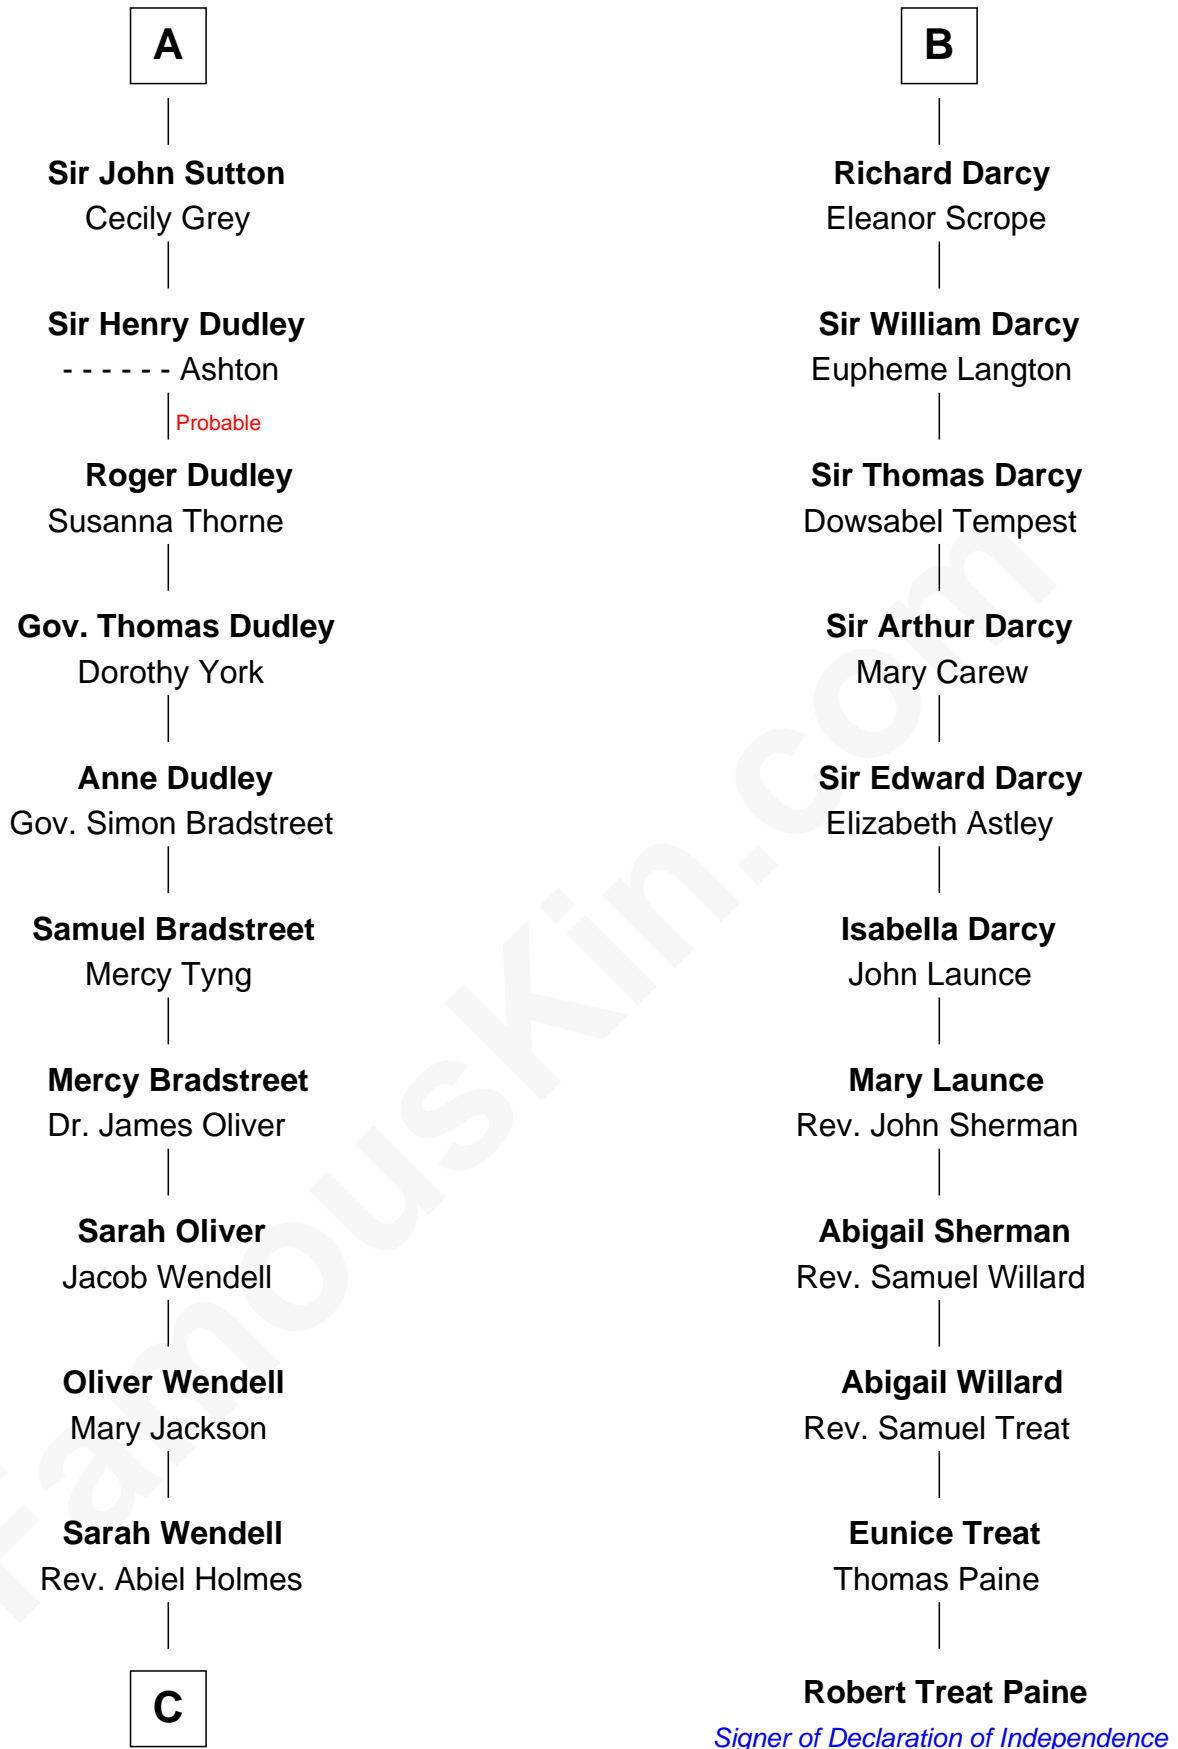 A
Sir John Sutton
Cecily Grey
Sir Henry Dudley
- - - - - - Ashton
Probable
Roger Dudley
Susanna Thorne
Gov. Thomas Dudley
Dorothy York
Anne Dudley
Gov. Simon Bradstreet
Samuel Bradstreet
Mercy Tyng
Mercy Bradstreet
Dr. James Oliver
Sarah Oliver
Jacob Wendell
Oliver Wendell
Mary Jackson
Sarah Wendell
Rev. Abiel Holmes
C
B
Richard Darcy
Eleanor Scrope
Sir William Darcy
Eupheme Langton
Sir Thomas Darcy
Dowsabel Tempest
Sir Arthur Darcy
Mary Carew
Sir Edward Darcy
Elizabeth Astley
Isabella Darcy
John Launce
Mary Launce
Rev. John Sherman
Abigail Sherman
Rev. Samuel Willard
Abigail Willard
Rev. Samuel Treat
Eunice Treat
Thomas Paine
Robert Treat Paine
Signer of Declaration of Independence
FamousKin.com